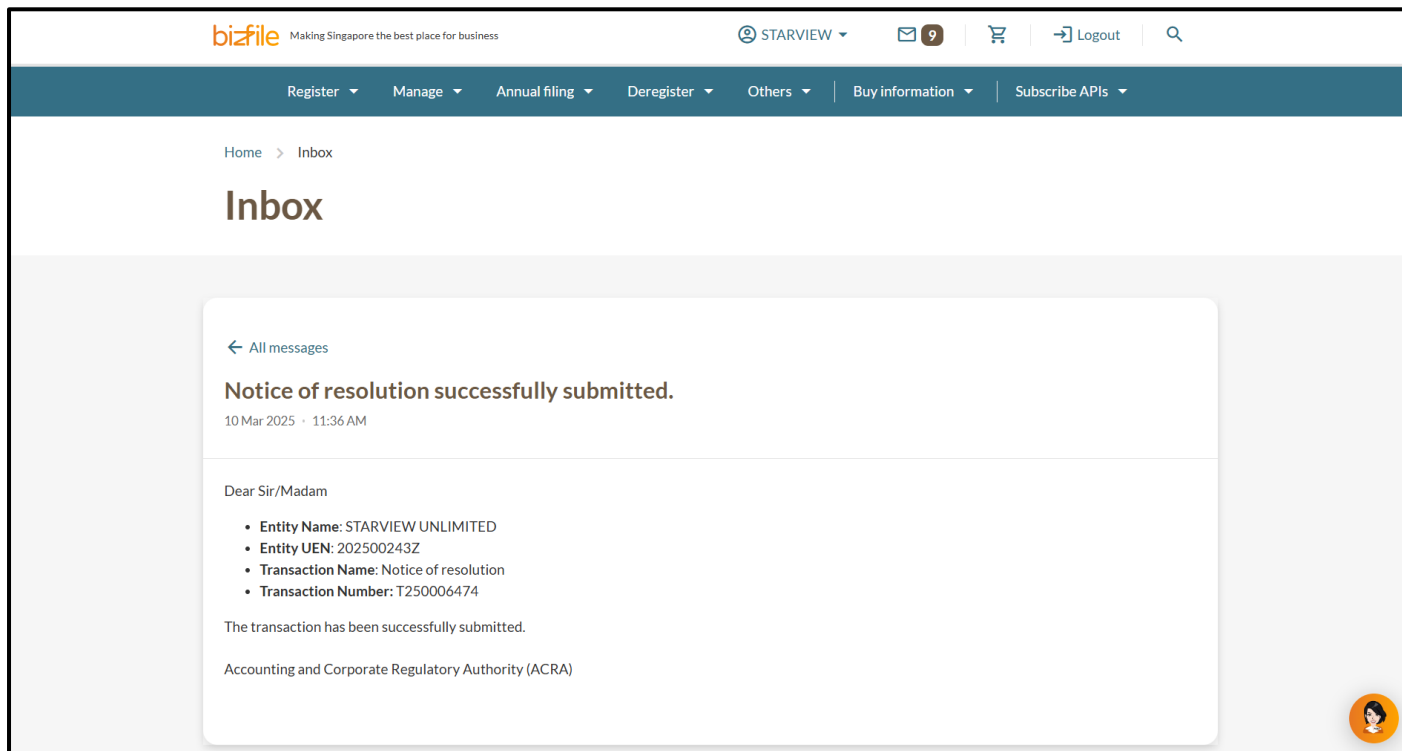 bizfile Making Singapore the best place for business STARVIEW 9 Logout
Register Manage Annual filing Deregister Others Buy information Subscribe APIs
Home Inbox
Inbox
All messages
Notice of resolution successfully submitted.
10 Mar 2025 · 11:36 AM
Dear Sir/Madam
• Entity Name: STARVIEW UNLIMITED
• Entity UEN: 202500243Z
• Transaction Name: Notice of resolution
• Transaction Number: T250006474
The transaction has been successfully submitted.
Accounting and Corporate Regulatory Authority (ACRA)